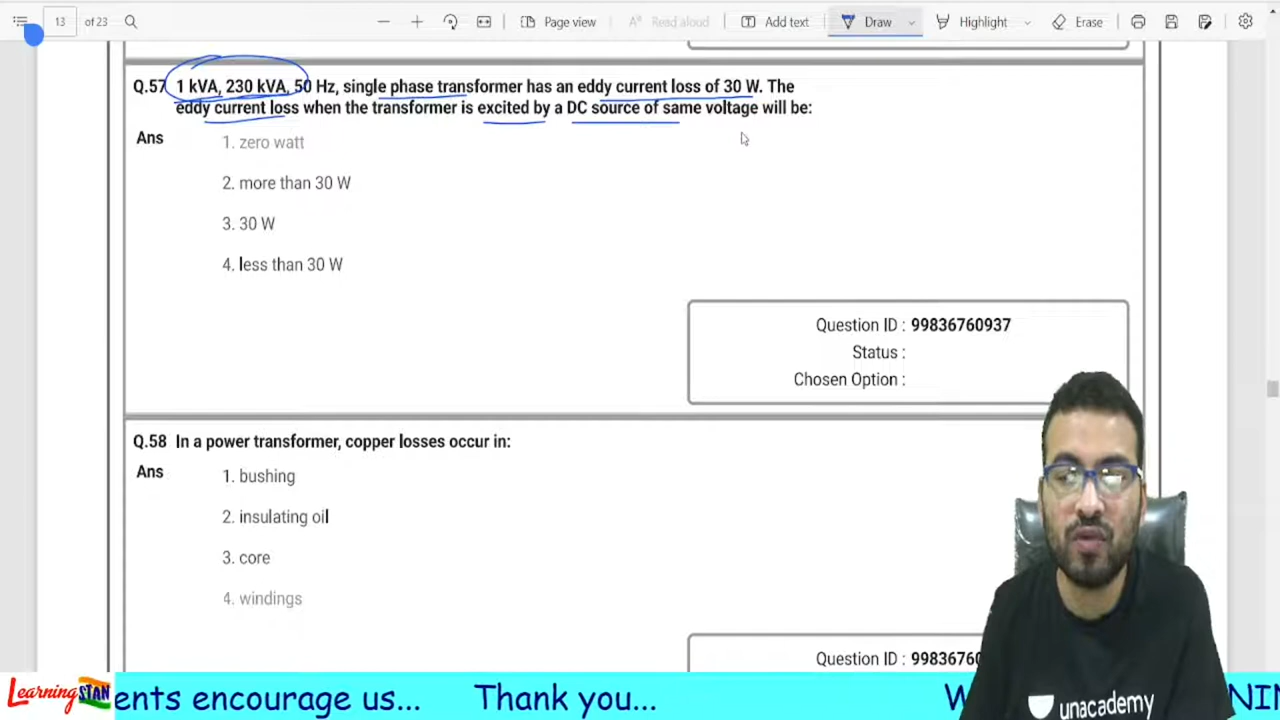 13 of 23 Page view Read aloud Add text Draw Highlight Erase
Q.57 1 kVA, 230 kVA, 50 Hz, single phase transformer has an eddy current loss of 30 W. The
eddy current loss when the transformer is excited by a DC source of same voltage will be:
Ans
1. zero watt
2. more than 30 W
3. 30 W
4. less than 30 W
Question ID : 99836760937
Status :
Chosen Option :
Q.58 In a power transformer, copper losses occur in:
Ans
1. bushing
2. insulating oil
3. core
4. windings
Question ID : 9983676
unacademy
Learning STAN
ents encourage us... Thank you... W